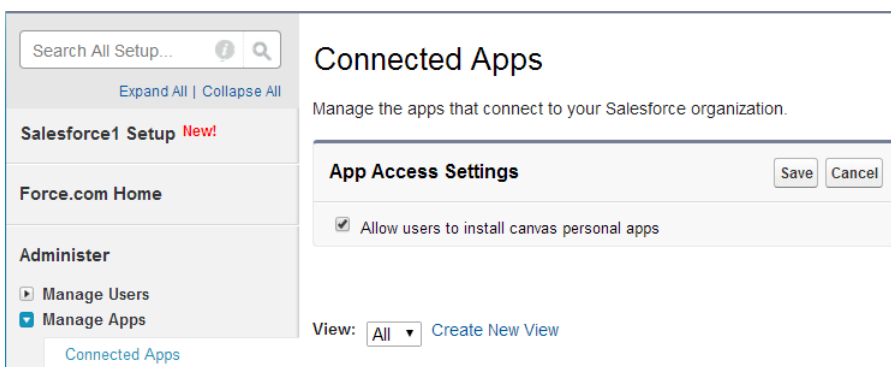 Search All Setup...
Expand All | Collapse All
Salesforce1 Setup New!
Force.com Home
Administer
Manage Users
Manage Apps
Connected Apps
Connected Apps
Manage the apps that connect to your Salesforce organization.
App Access Settings
Save Cancel
Allow users to install canvas personal apps
View: All Create New View